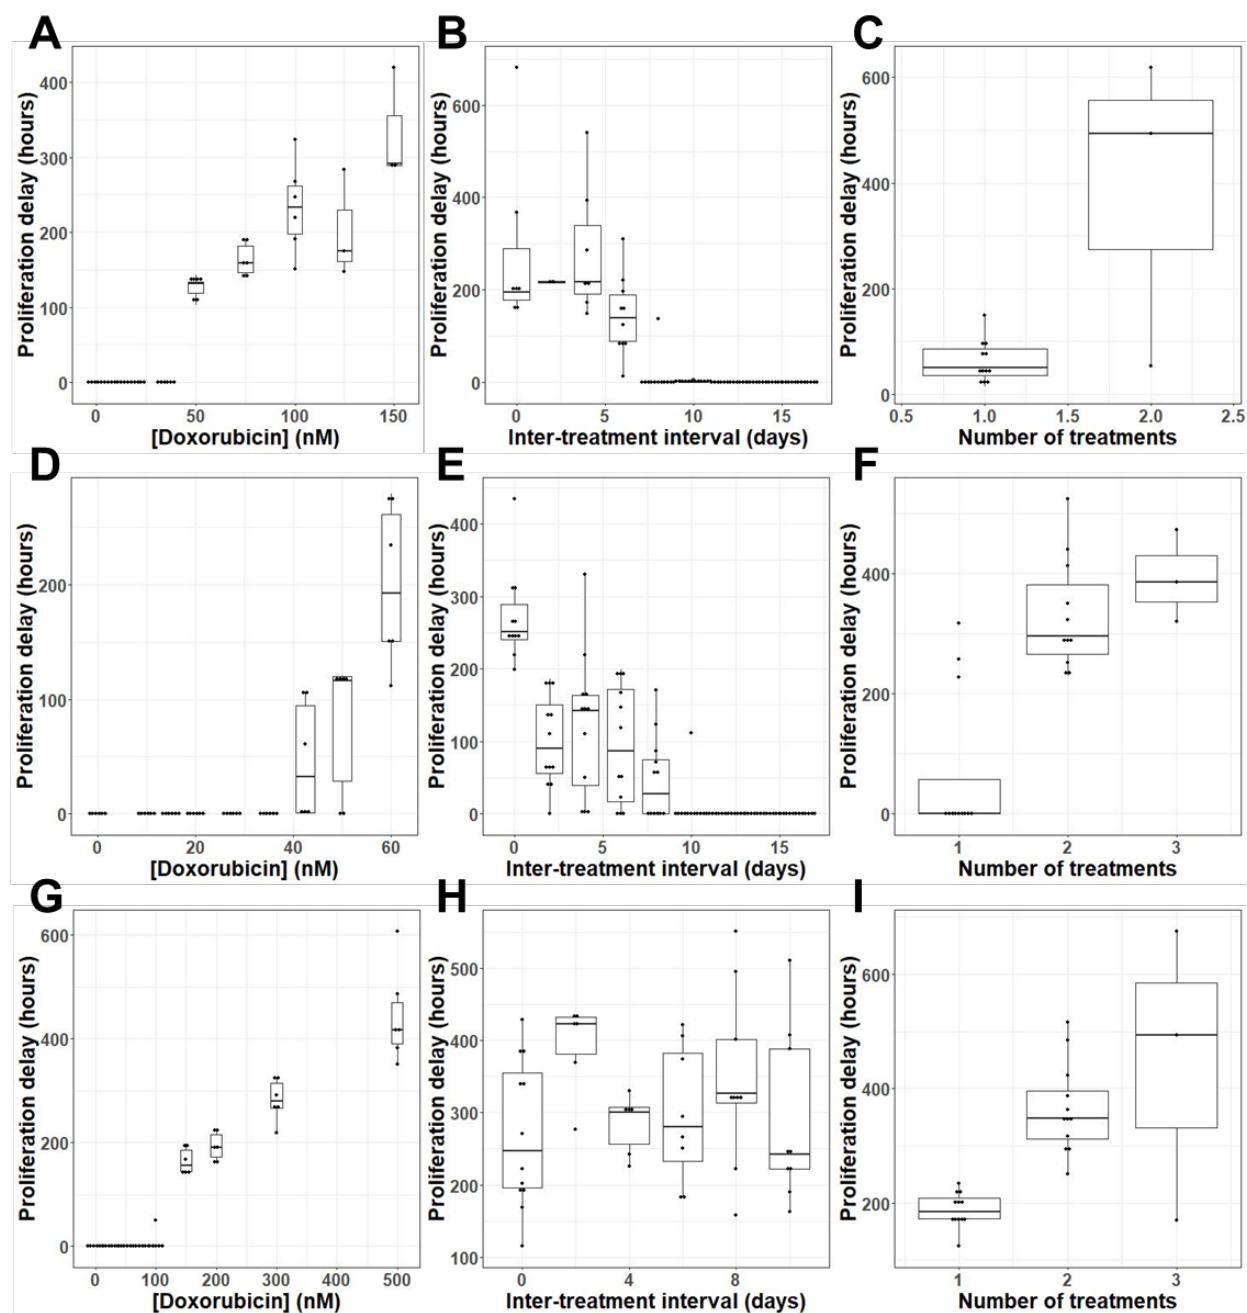 A
Proliferation delay (hours)
400
300
200
100
0
0 50 100 150
[Doxorubicin] (nM)
B
Proliferation delay (hours)
600
400
200
0
0 5 10 15
Inter-treatment interval (days)
C
Proliferation delay (hours)
600
400
200
0
0.5 1.0 1.5 2.0 2.5
Number of treatments
D
Proliferation delay (hours)
200
100
0
0 20 40 60
[Doxorubicin] (nM)
E
Proliferation delay (hours)
400
300
200
100
0
0 5 10 15
Inter-treatment interval (days)
F
Proliferation delay (hours)
400
200
0
1 2 3
Number of treatments
G
Proliferation delay (hours)
600
400
200
0
0 100 200 300 400 500
[Doxorubicin] (nM)
H
Proliferation delay (hours)
500
400
300
200
100
0 4 8
Inter-treatment interval (days)
I
Proliferation delay (hours)
600
400
200
1 2 3
Number of treatments